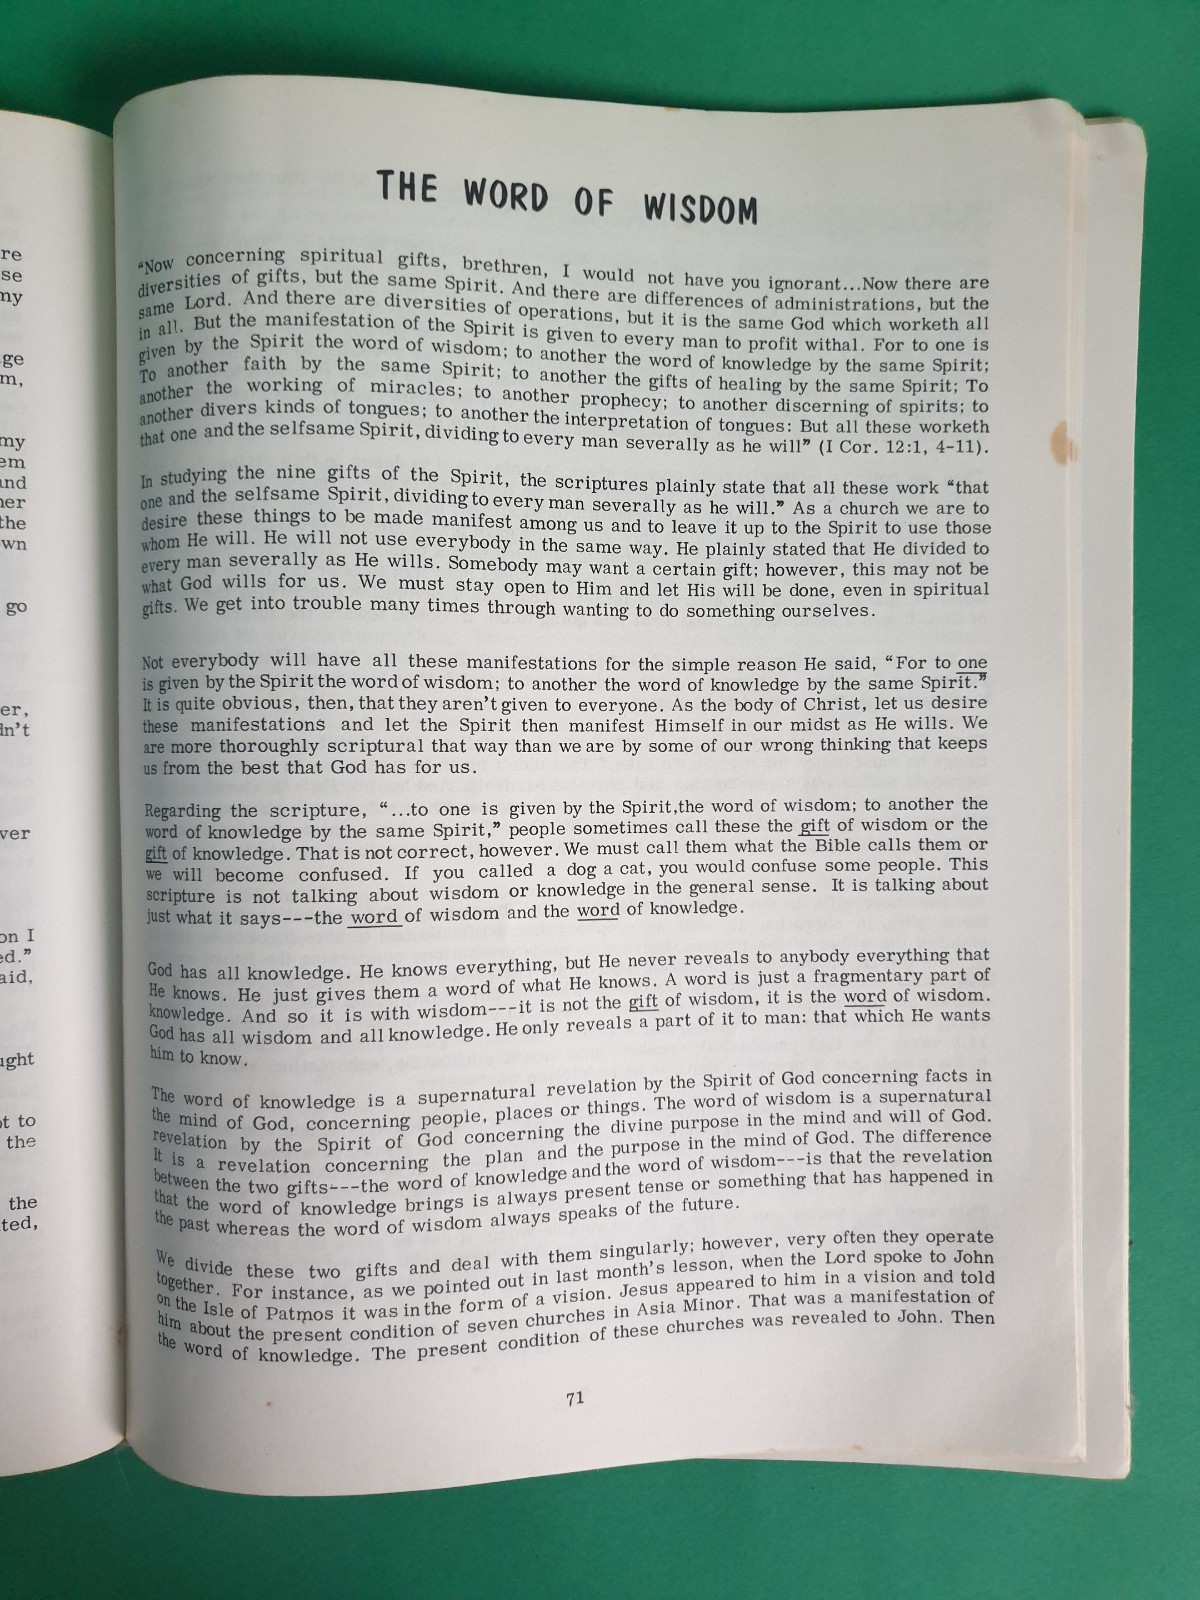 re
se
my
ge
m,
my
em
and
her
the
wn
go
er,
dn't
ver
on I
ed."
aid,
ught
ot to
the
the
ted,
THE WORD OF WISDOM
"Now concerning spiritual gifts, brethren, I would not have you ignorant...Now there are
diversities of gifts, but the same Spirit. And there are differences of administrations, but the
same Lord. And there are diversities of operations, but it is the same God which worketh all
in all. But the manifestation of the Spirit is given to every man to profit withal. For to one is
given by the Spirit the word of wisdom; to another the word of knowledge by the same Spirit;
To another faith by the same Spirit; to another the gifts of healing by the same Spirit; To
another the working of miracles; to another prophecy; to another discerning of spirits; to
another divers kinds of tongues; to another the interpretation of tongues: But all these worketh
that one and the selfsame Spirit, dividing to every man severally as he will" (I Cor. 12:1, 4-11).
In studying the nine gifts of the Spirit, the scriptures plainly state that all these work "that
one and the selfsame Spirit, dividing to every man severally as he will." As a church we are to
desire these things to be made manifest among us and to leave it up to the Spirit to use those
whom He will. He will not use everybody in the same way. He plainly stated that He divided to
every man severally as He wills. Somebody may want a certain gift; however, this may not be
what God wills for us. We must stay open to Him and let His will be done, even in spiritual
gifts. We get into trouble many times through wanting to do something ourselves.
Not everybody will have all these manifestations for the simple reason He said, "For to one
is given by the Spirit the word of wisdom; to another the word of knowledge by the same Spirit."
It is quite obvious, then, that they aren't given to everyone. As the body of Christ, let us desire
these manifestations and let the Spirit then manifest Himself in our midst as He wills. We
are more thoroughly scriptural that way than we are by some of our wrong thinking that keeps
us from the best that God has for us.
Regarding the scripture, "...to one is given by the Spirit,the word of wisdom; to another the
word of knowledge by the same Spirit," people sometimes call these the gift of wisdom or the
gift of knowledge. That is not correct, however. We must call them what the Bible calls them or
we will become confused. If you called a dog a cat, you would confuse some people. This
scripture is not talking about wisdom or knowledge in the general sense. It is talking about
just what it says---the word of wisdom and the word of knowledge.
God has all knowledge. He knows everything, but He never reveals to anybody everything that
He knows. He just gives them a word of what He knows. A word is just a fragmentary part of
knowledge. And so it is with wisdom---it is not the gift of wisdom, it is the word of wisdom.
God has all wisdom and all knowledge. He only reveals a part of it to man: that which He wants
him to know.
The word of knowledge is a supernatural revelation by the Spirit of God concerning facts in
the mind of God, concerning people, places or things. The word of wisdom is a supernatural
revelation by the Spirit of God concerning the divine purpose in the mind and will of God.
It is a revelation concerning the plan and the purpose in the mind of God. The difference
between the two gifts---the word of knowledge and the word of wisdom---is that the revelation
that the word of knowledge brings is always present tense or something that has happened in
the past whereas the word of wisdom always speaks of the future.
We divide these two gifts and deal with them singularly; however, very often they operate
together. For instance, as we pointed out in last month's lesson, when the Lord spoke to John
on the Isle of Patmos it was in the form of a vision. Jesus appeared to him in a vision and told
him about the present condition of seven churches in Asia Minor. That was a manifestation of
the word of knowledge. The present condition of these churches was revealed to John. Then
71